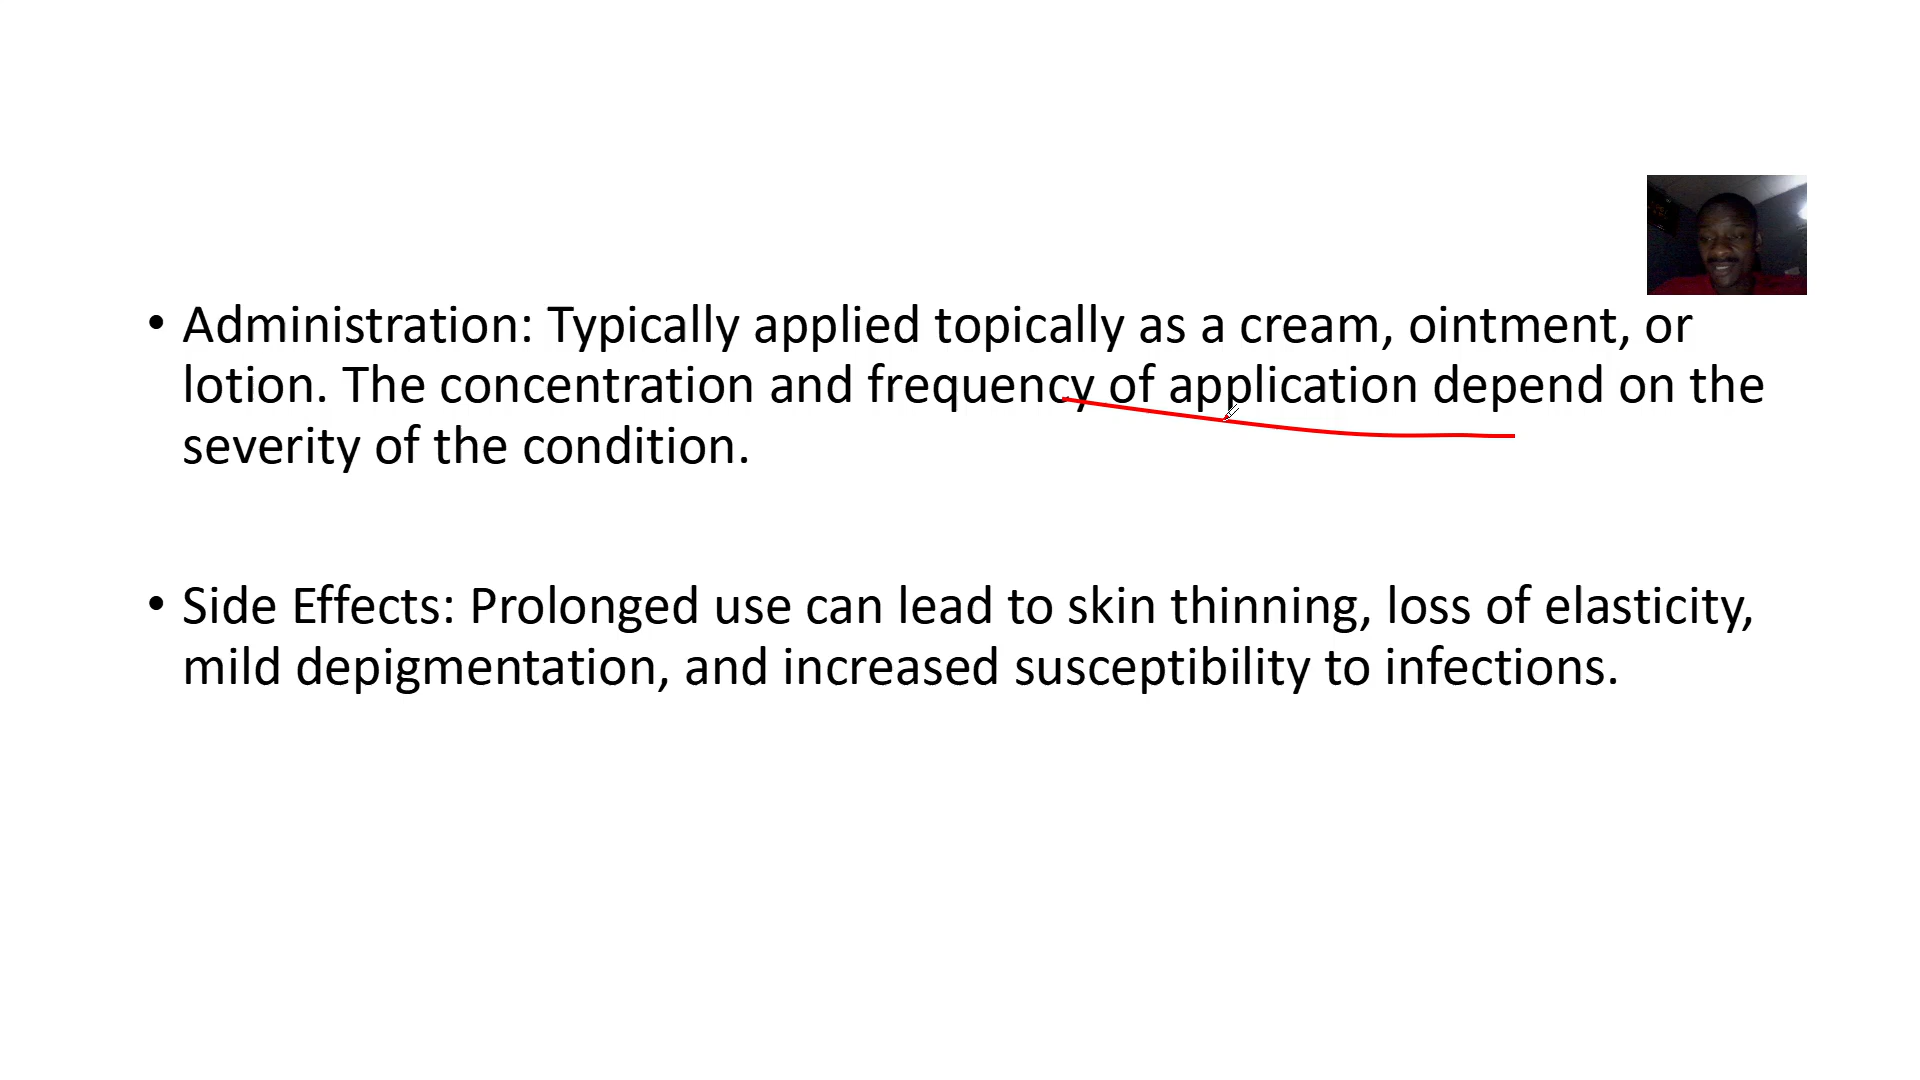 • Administration: Typically applied topically as a cream, ointment, or
lotion. The concentration and frequency of application depend on the
severity of the condition.
• Side Effects: Prolonged use can lead to skin thinning, loss of elasticity,
mild depigmentation, and increased susceptibility to infections.